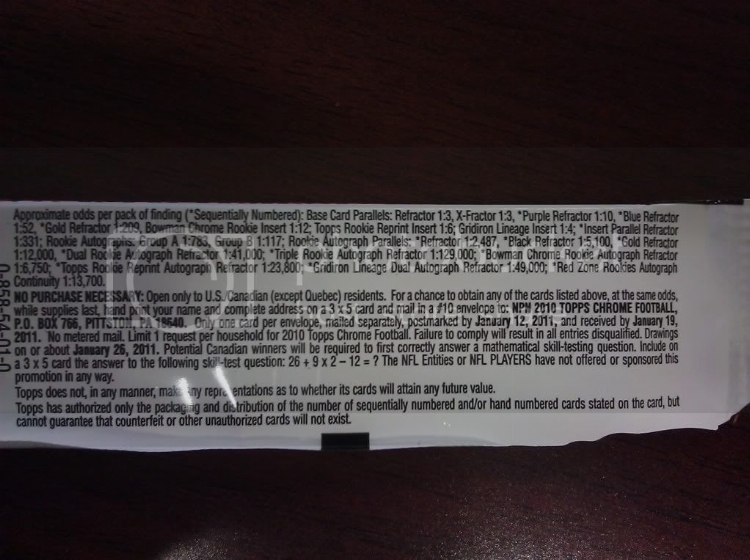 Approximate odds per pack of finding (*Sequentially Numbered): Base Card Parallels: Refractor 1:3, X-Fractor 1:3, *Purple Refractor 1:10, *Blue Refractor
1:52, *Gold Refractor 1:209, Bowman Chrome Rookie Insert 1:12; Topps Rookie Reprint Insert 1:6; Gridiron Lineage Insert 1:4; *Insert Parallel Refractor
1:331; Rookie Autographs: Group A 1:783, Group B 1:117; Rookie Autograph Parallels: *Refractor 1:2,487, *Black Refractor 1:5,100, *Gold Refractor
1:12,000, *Dual Rookie Autograph Refractor 1:41,000; *Triple Rookie Autograph Refractor 1:129,000; *Bowman Chrome Rookie Autograph Refractor
1:6,750; *Topps Rookie Reprint Autograph Refractor 1:23,800; *Gridiron Lineage Dual Autograph Refractor 1:49,000; *Red Zone Rookies Autograph
Continuity 1:13,700.
NO PURCHASE NECESSARY: Open only to U.S./Canadian (except Quebec) residents. For a chance to obtain any of the cards listed above, at the same odds,
while supplies last, hand print your name and complete address on a 3 x 5 card and mail in a #10 envelope to: NPN 2010 TOPPS CHROME FOOTBALL,
P.O. BOX 766, PITTSTON, PA 18640. Only one card per envelope, mailed separately, postmarked by January 12, 2011, and received by January 19,
2011. No metered mail. Limit 1 request per household for 2010 Topps Chrome Football. Failure to comply will result in all entries disqualified. Drawings
on or about January 26, 2011. Potential Canadian winners will be required to first correctly answer a mathematical skill-testing question. Include on
a 3 x 5 card the answer to the following skill-test question: 26 + 9 x 2 – 12 = ? The NFL Entities or NFL PLAYERS have not offered or sponsored this
promotion in any way.
Topps does not, in any manner, make any representations as to whether its cards will attain any future value.
Topps has authorized only the packaging and distribution of the number of sequentially numbered and/or hand numbered cards stated on the card, but
cannot guarantee that counterfeit or other unauthorized cards will not exist.
0-858-54-01-0